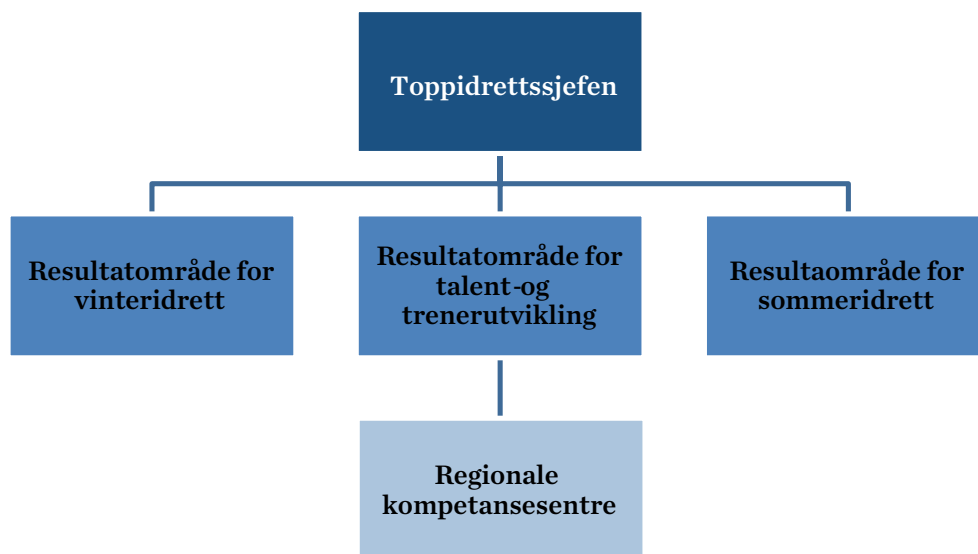 Toppidrettssjefen
Resultatområde for
vinteridrett
Resultatområde for
talent-og
trenerutvikling
Resultaområde for
sommeridrett
Regionale
kompetansesentre